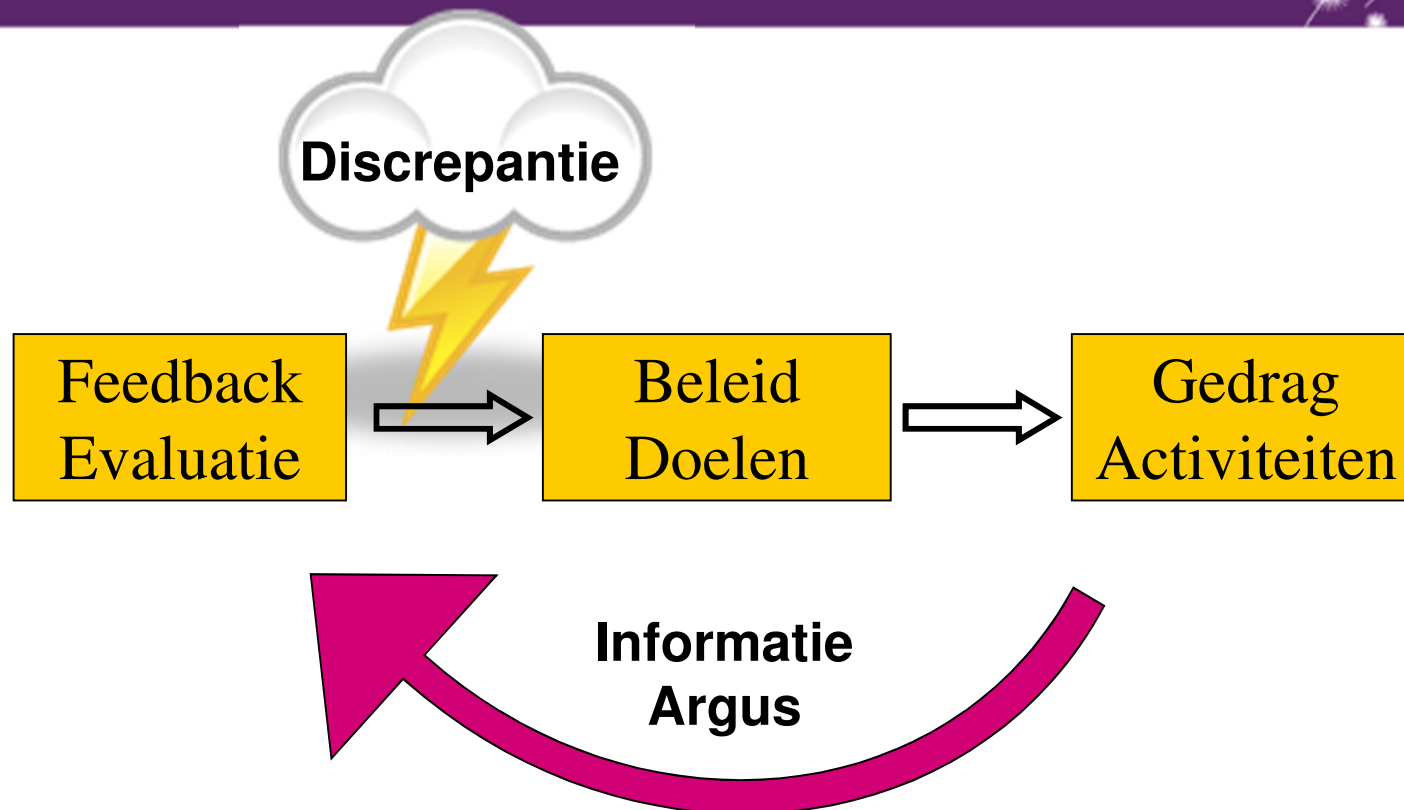 Discrepantie
Feedback
Evaluatie
Beleid
Doelen
Gedrag
Activiteiten
Informatie
Argus